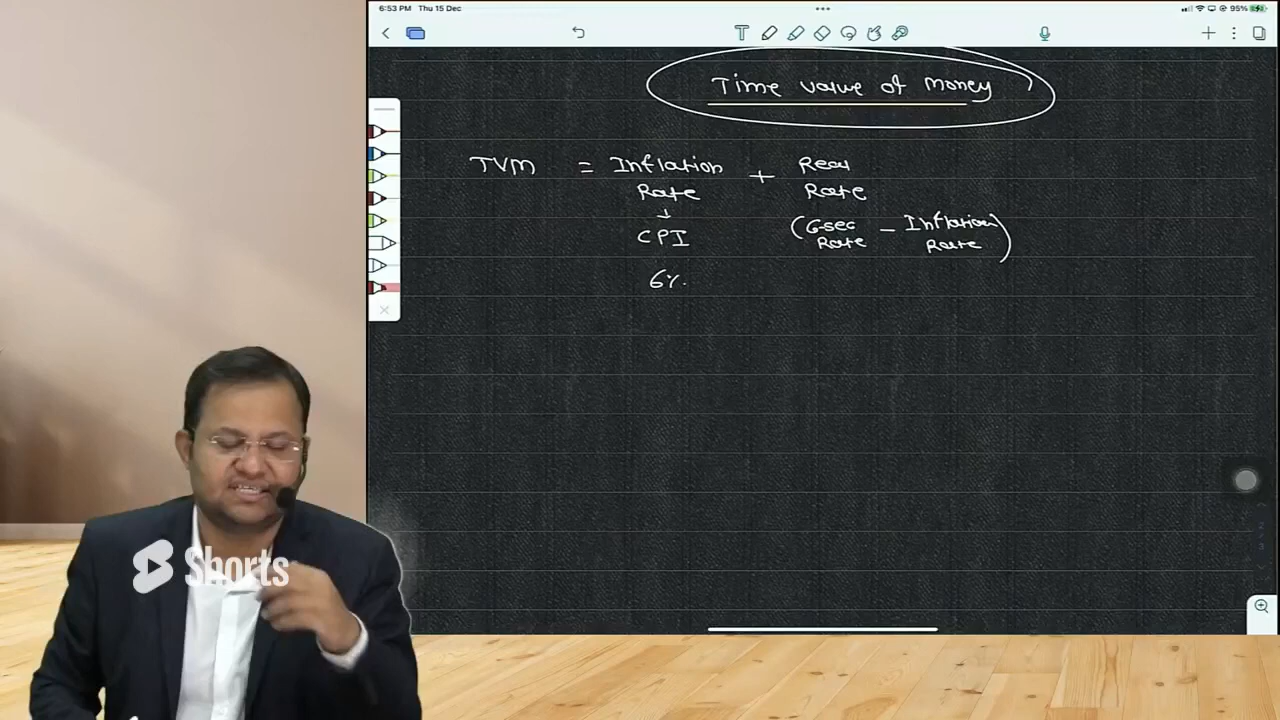 6:53 PM Thu 15 Dec
95%
Time value of money
TVM = Inflation Rate + Real Rate
↓
CPI (G-sec Rate - Inflation Rate)
6%.
Shorts